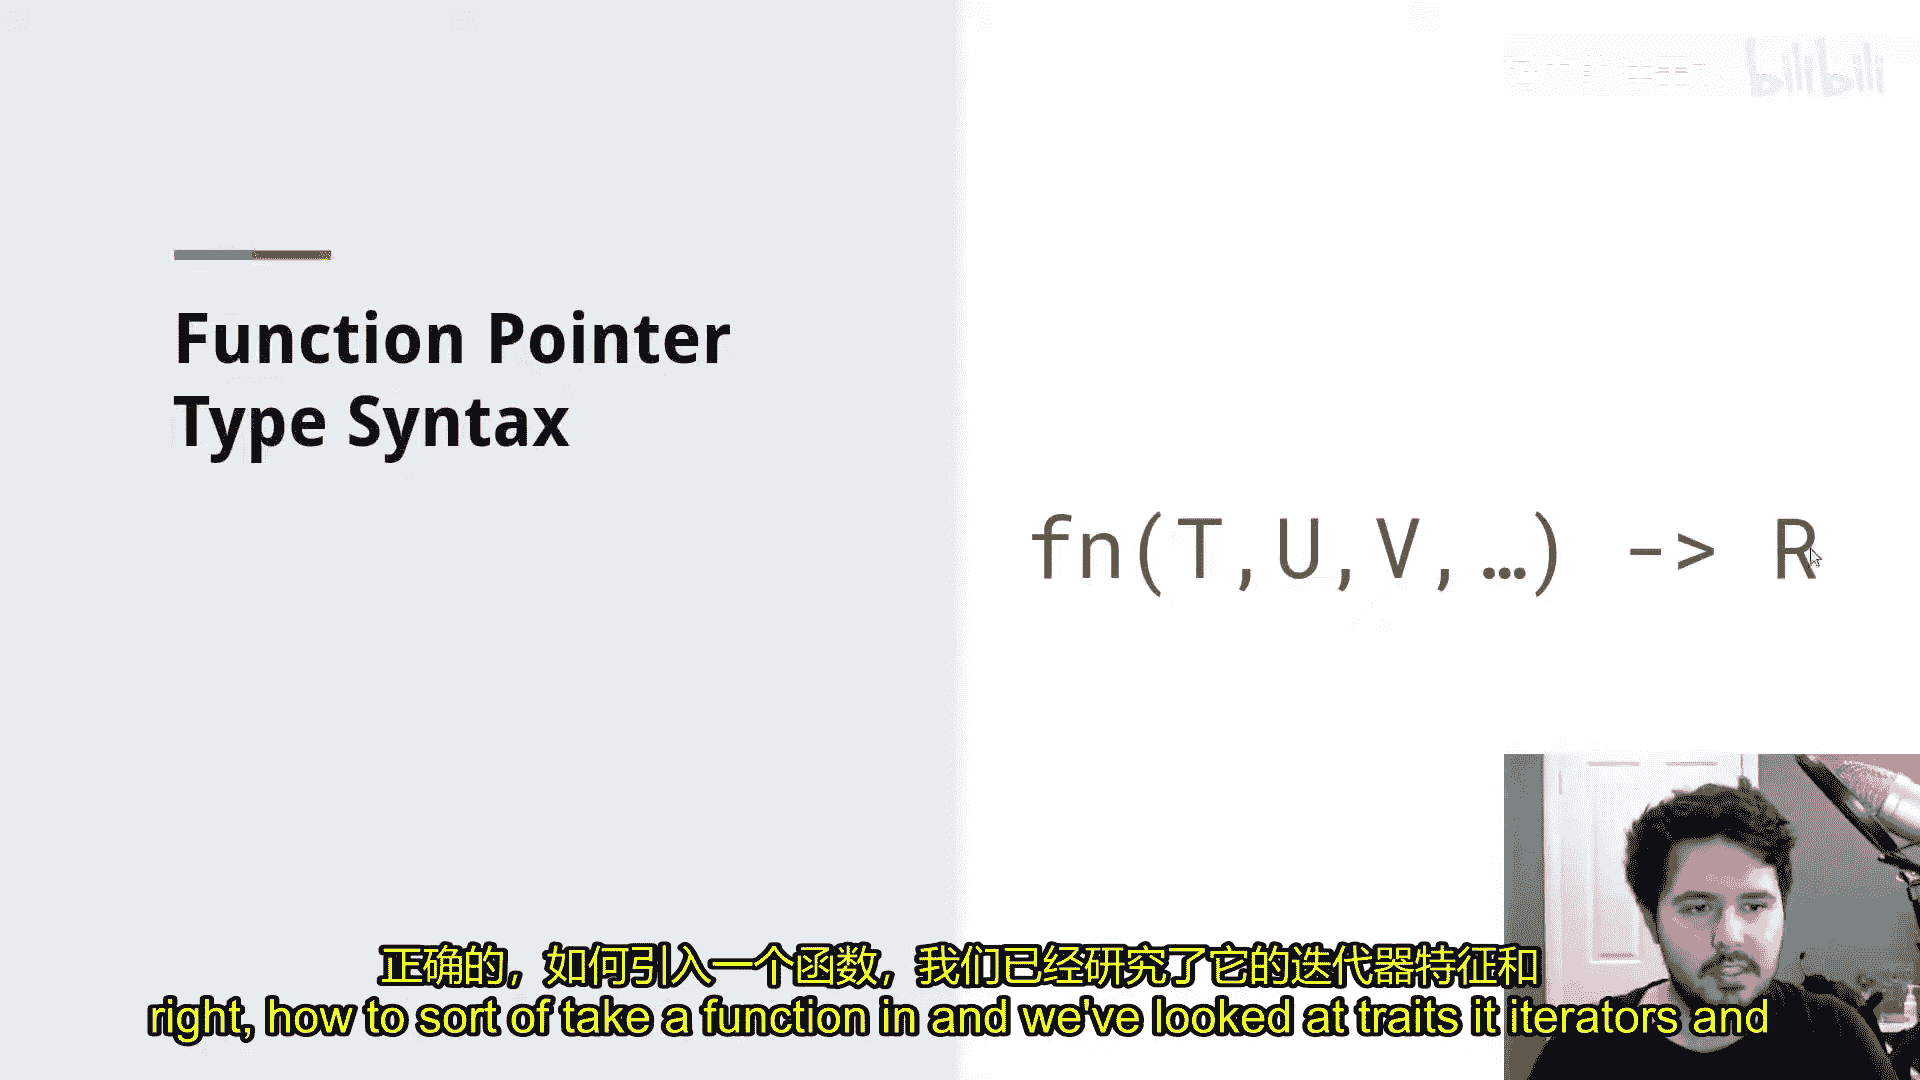 bilibili
Function Pointer
Type Syntax
fn(T,U,V,…) -> R
正确的，如何引入一个函数，我们已经研究了它的迭代器特征和
right, how to sort of take a function in and we've looked at traits it iterators and